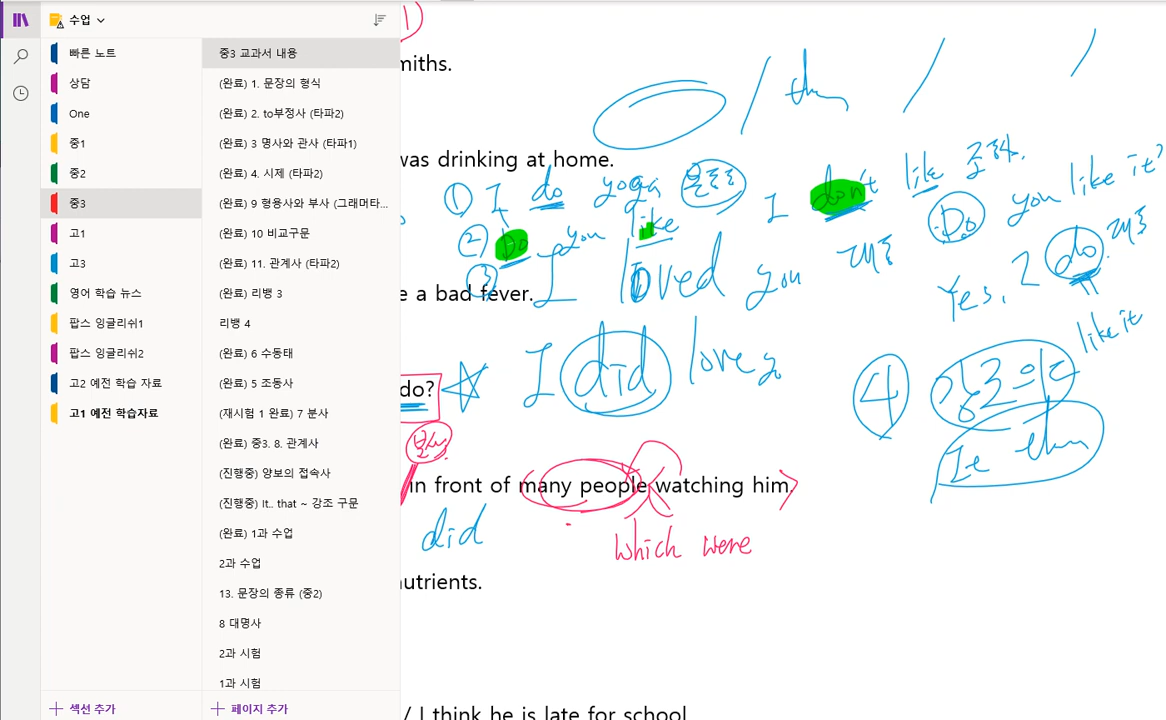 수업
빠른 노트
상담
One
중1
중2
중3
고1
고3
영어 학습 뉴스
팝스 잉글리쉬1
팝스 잉글리쉬2
고2 예전 학습 자료
고1 예전 학습자료
섹션 추가
중3 교과서 내용
(완료) 1. 문장의 형식
(완료) 2. to부정사 (타파2)
(완료) 3 명사와 관사 (타파1)
(완료) 4. 시제 (타파2)
(완료) 9 형용사와 부사 (그래머타...
(완료) 10 비교구문
(완료) 11. 관계사 (타파2)
(완료) 리뱅 3
리뱅 4
(완료) 6 수동태
(완료) 5 조동사
(재시험 1 완료) 7 분사
(완료) 중3. 8. 관계사
(진행중) 양보의 접속사
(진행중) It.. that ~ 강조 구문
(완료) 1과 수업
2과 수업
13. 문장의 종류 (중2)
8 대명사
2과 시험
1과 시험
페이지 추가
miths.
was drinking at home.
① I do yoga I don't like
Do you like it?
② Do you like
Yes, I do.
③ I loved you
like it
e a bad fever.
I did love
④ 강조의
do?
in front of many people watching him.
did
which were
utrients.
/ I think he is late for school